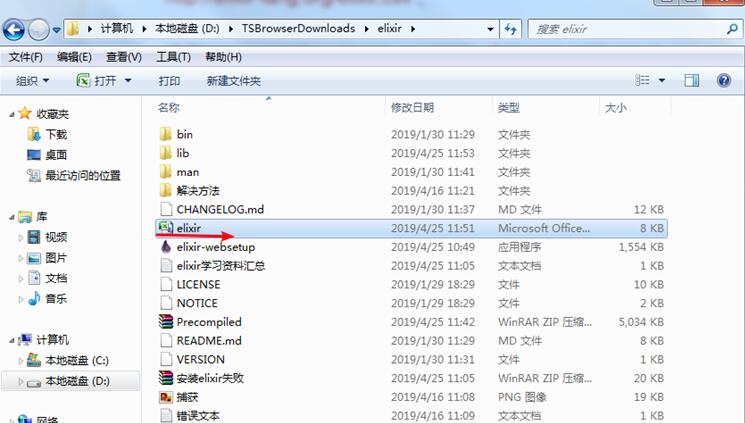 计算机 本地磁盘 (D:) TSBrowserDownloads elixir 搜索 elixir
文件(F) 编辑(E) 查看(V) 工具(T) 帮助(H)
组织 打开 打印 新建文件夹
名称 修改日期 类型 大小
收藏夹
下载
桌面
最近访问的位置
库
视频
图片
文档
音乐
计算机
本地磁盘 (C:)
本地磁盘 (D:)
网络
bin 2019/1/30 11:29 文件夹
lib 2019/4/25 11:53 文件夹
man 2019/1/30 11:29 文件夹
解决方法 2019/4/16 11:21 文件夹
CHANGELOG.md 2019/1/30 11:37 MD 文件 12 KB
elixir 2019/4/25 11:51 Microsoft Office... 8 KB
elixir-websetup 2019/4/25 10:49 应用程序 1,554 KB
elixir学习资料汇总 2019/4/25 11:05 文本文档 1 KB
LICENSE 2019/1/29 18:29 文件 10 KB
NOTICE 2019/1/29 18:29 文件 2 KB
Precompiled 2019/4/25 11:42 WinRAR ZIP 压缩... 5,034 KB
README.md 2019/1/30 11:29 MD 文件 8 KB
VERSION 2019/1/30 11:31 文件 1 KB
安装elixir失败 2019/4/25 11:05 WinRAR ZIP 压缩... 20 KB
捕获 2019/4/16 11:08 PNG 图像 19 KB
错误文本 2019/4/16 11:09 文本文档 1 KB